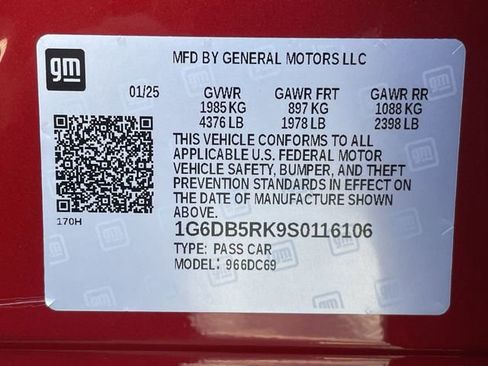 gm
MFD BY GENERAL MOTORS LLC
01/25 GVWR GAWR FRT GAWR RR
1985 KG 897 KG 1088 KG
4376 LB 1978 LB 2398 LB
THIS VEHICLE CONFORMS TO ALL
APPLICABLE U.S. FEDERAL MOTOR
VEHICLE SAFETY, BUMPER, AND THEFT
PREVENTION STANDARDS IN EFFECT ON
THE DATE OF MANUFACTURE SHOWN
ABOVE.
170H
1G6DB5RK9S0116106
TYPE: PASS CAR
MODEL: 966DC69